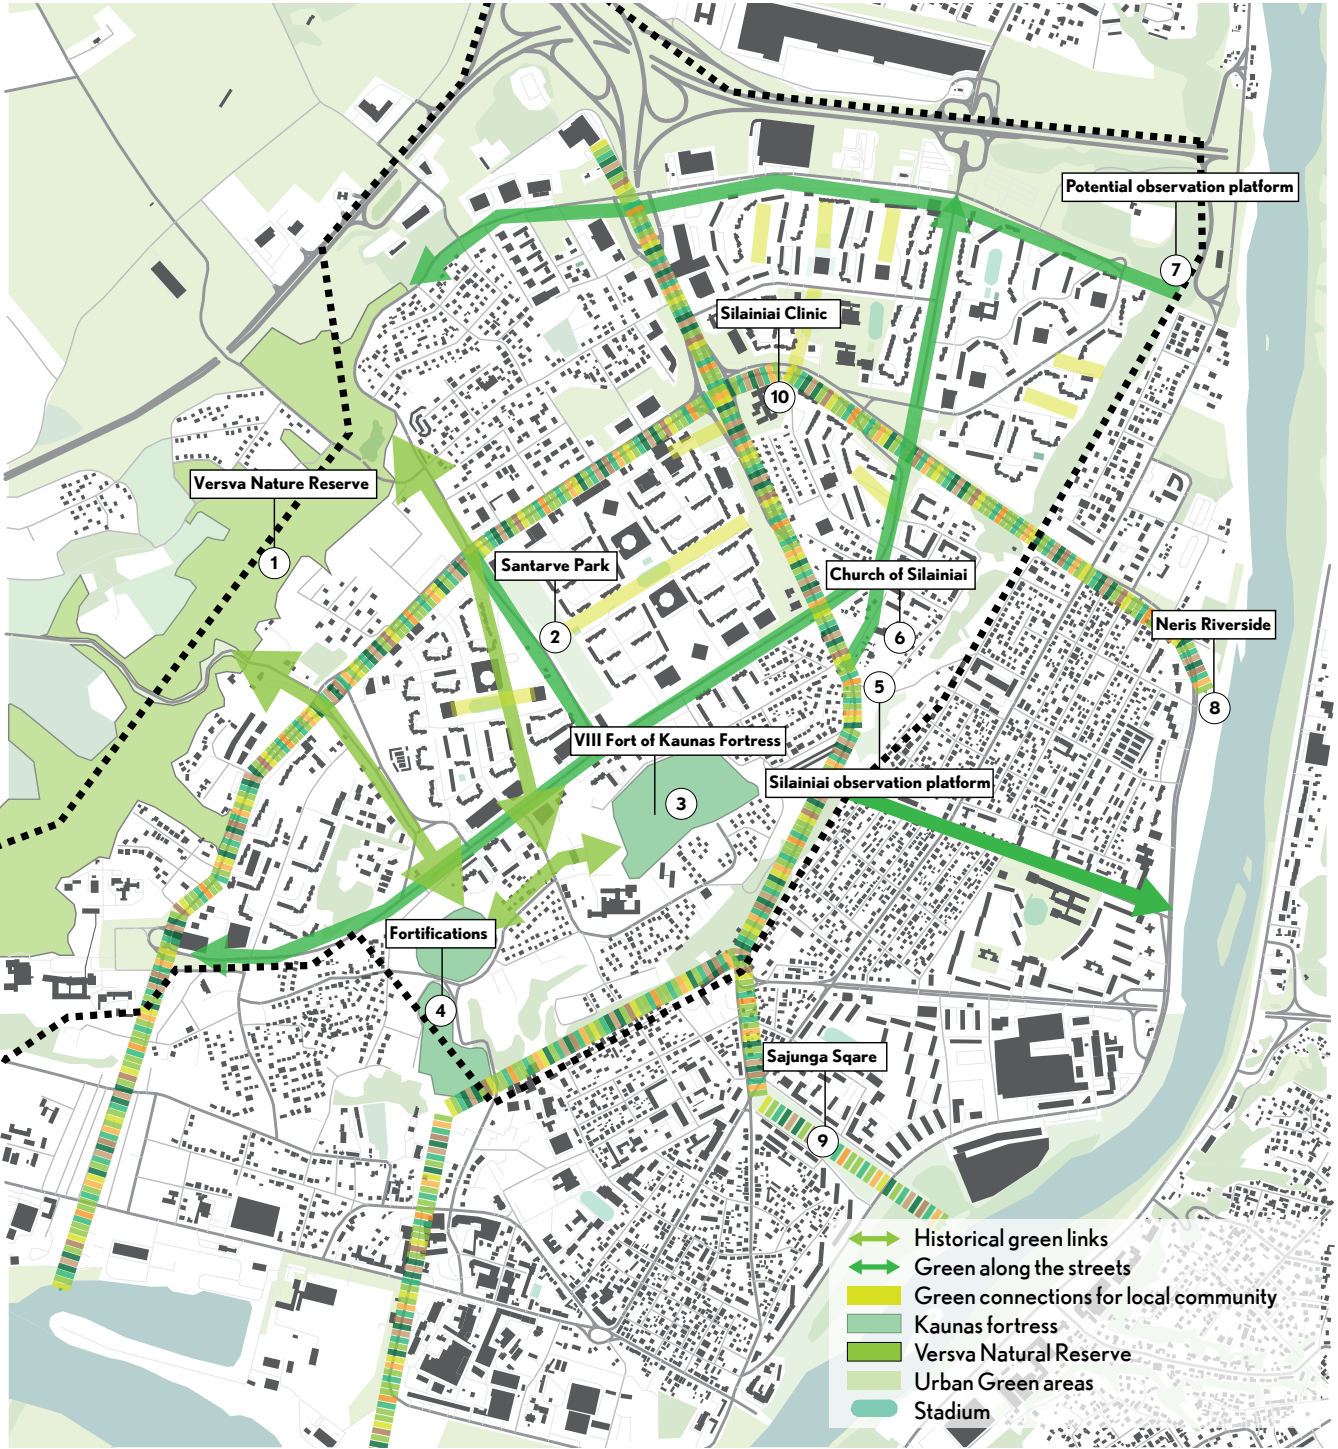 Potential observation platform
7
Silainiai Clinic
10
Versva Nature Reserve
1
Santarve Park
2
Church of Silainiai
6
Neris Riverside
8
5
VIII Fort of Kaunas Fortress
3
Silainiai observation platform
Fortifications
4
Sajunga Sqare
9
Historical green links
Green along the streets
Green connections for local community
Kaunas fortress
Versva Natural Reserve
Urban Green areas
Stadium